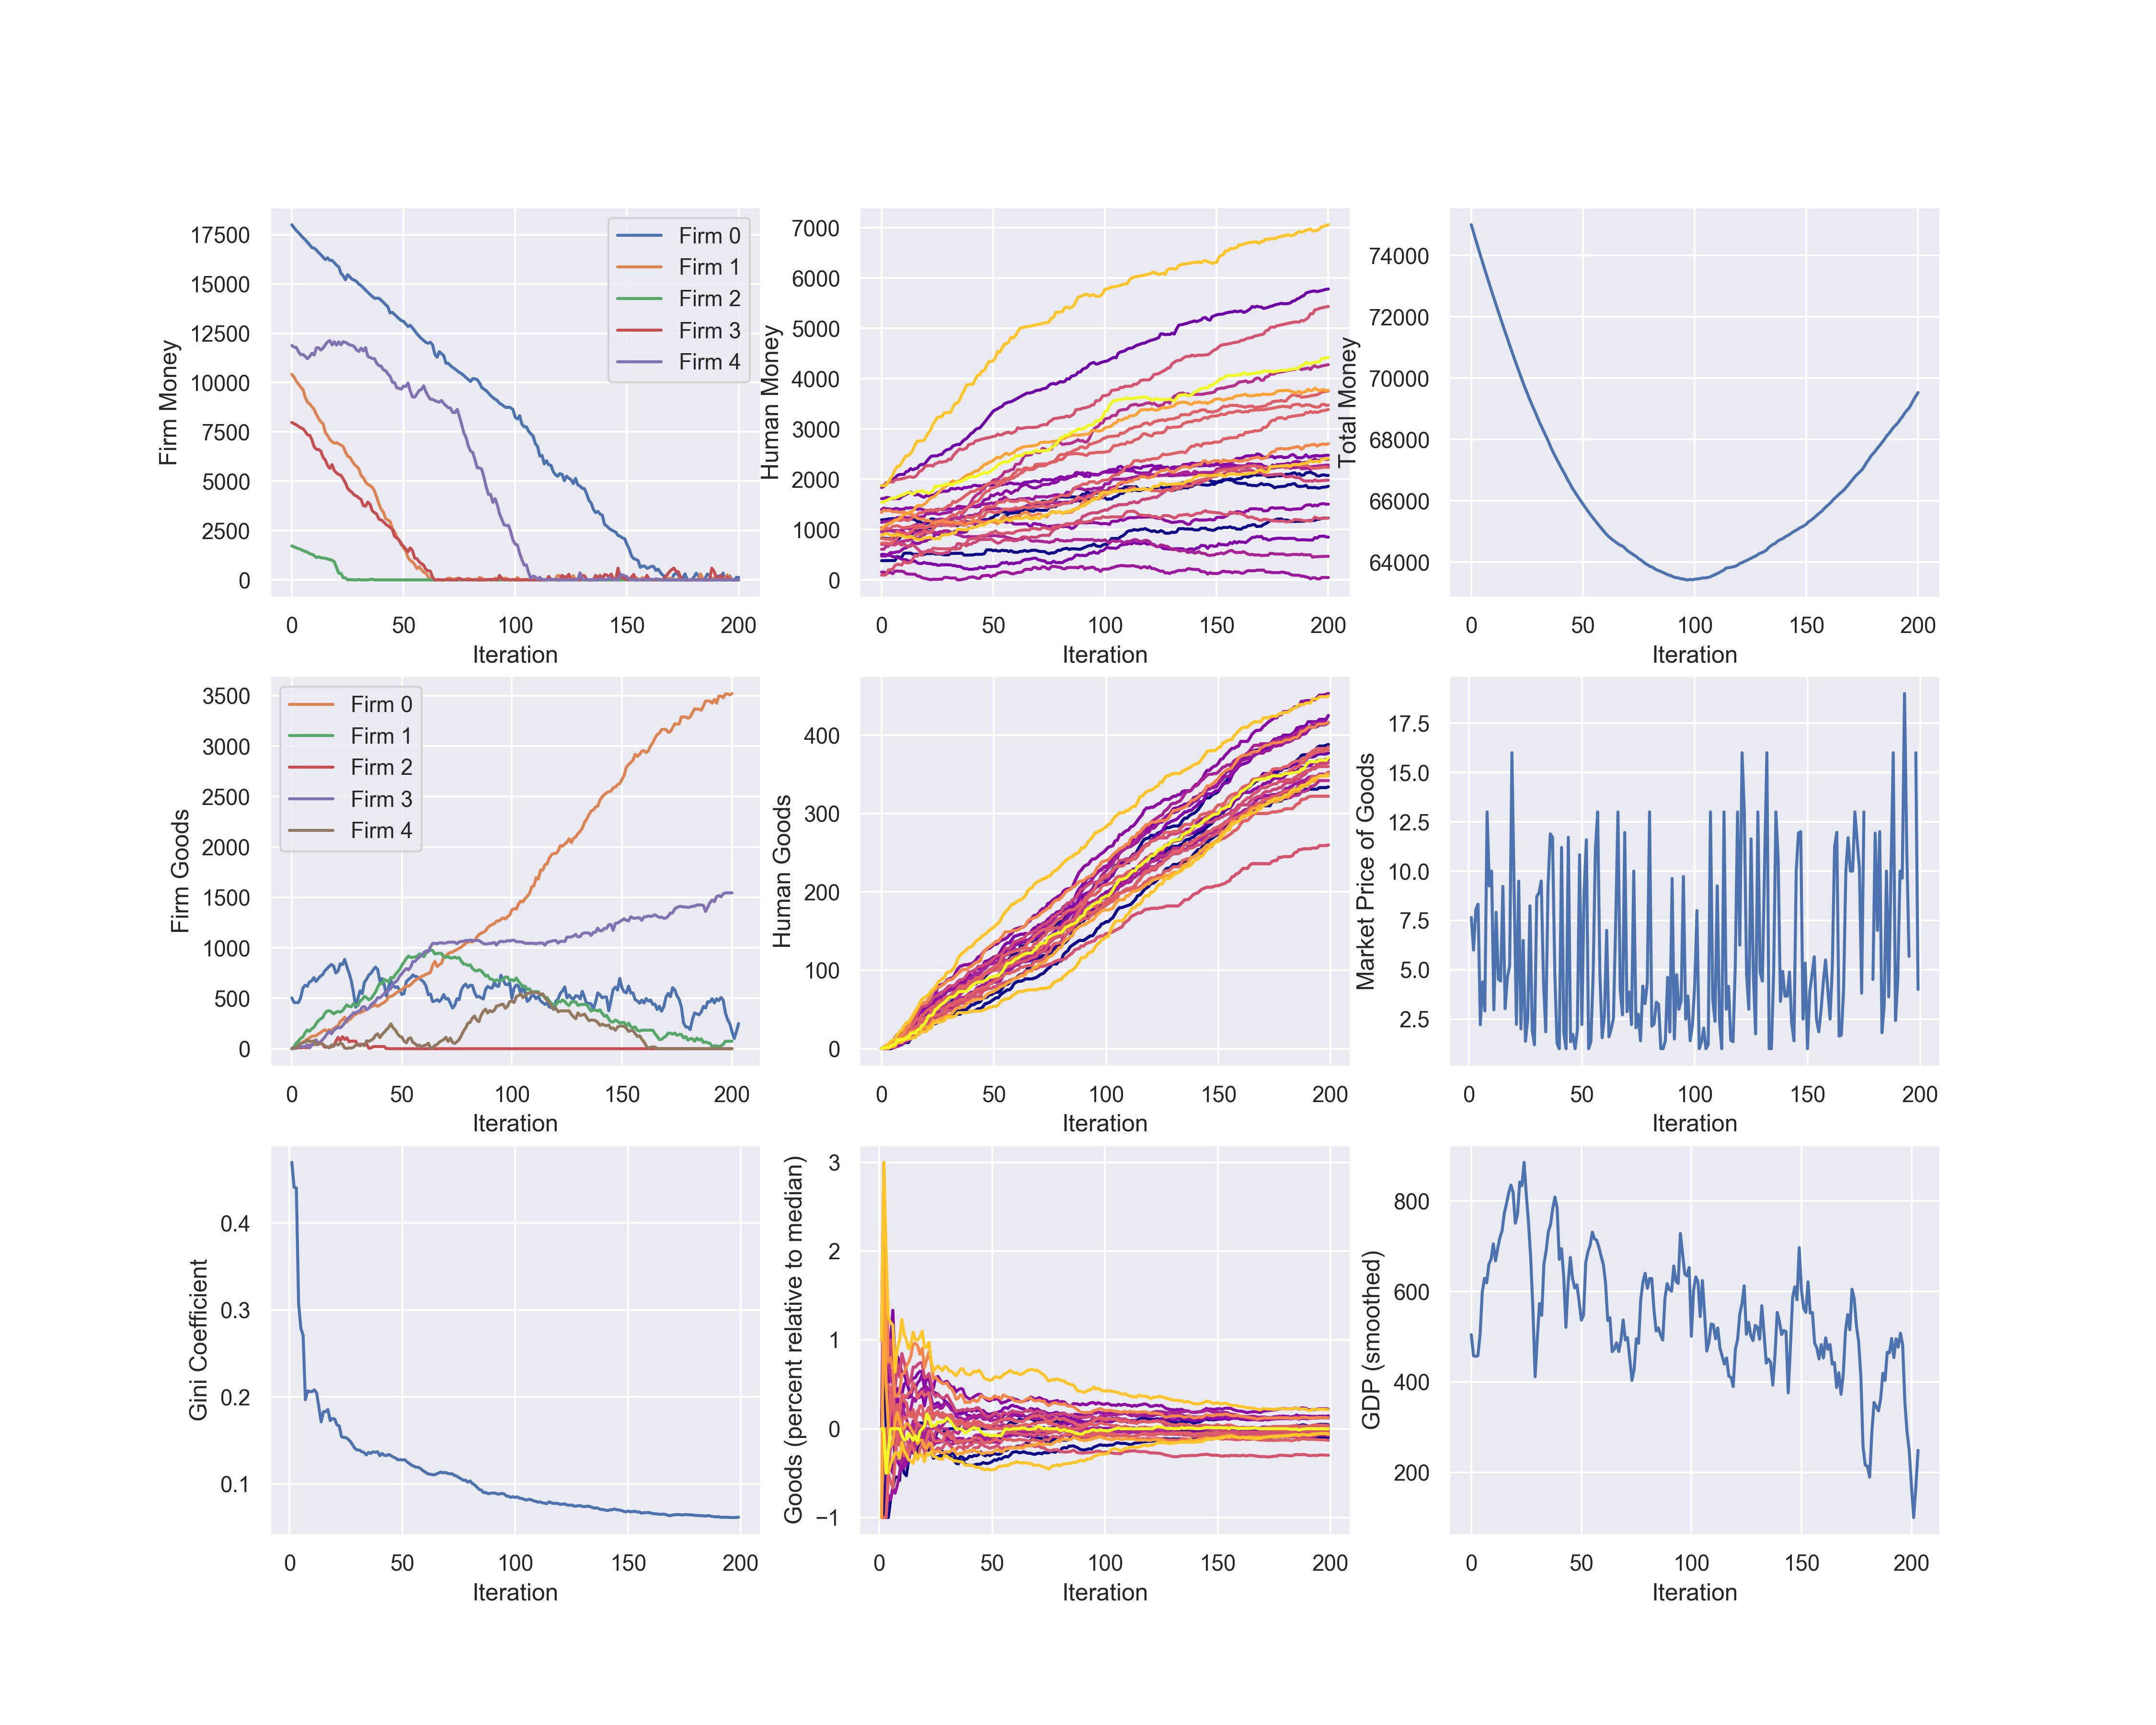 Firm Money
17500
15000
12500
10000
7500
5000
2500
0
Firm 0
Firm 1
Firm 2
Firm 3
Firm 4
0 50 100 150 200
Iteration
Human Money
7000
6000
5000
4000
3000
2000
1000
0
0 50 100 150 200
Iteration
Total Money
74000
72000
70000
68000
66000
64000
0 50 100 150 200
Iteration
Firm Goods
3500
3000
2500
2000
1500
1000
500
0
Firm 0
Firm 1
Firm 2
Firm 3
Firm 4
0 50 100 150 200
Iteration
Human Goods
400
300
200
100
0
0 50 100 150 200
Iteration
Market Price of Goods
17.5
15.0
12.5
10.0
7.5
5.0
2.5
0 50 100 150 200
Iteration
Gini Coefficient
0.4
0.3
0.2
0.1
0 50 100 150 200
Iteration
Goods (percent relative to median)
3
2
1
0
−1
0 50 100 150 200
Iteration
GDP (smoothed)
800
600
400
200
0 50 100 150 200
Iteration